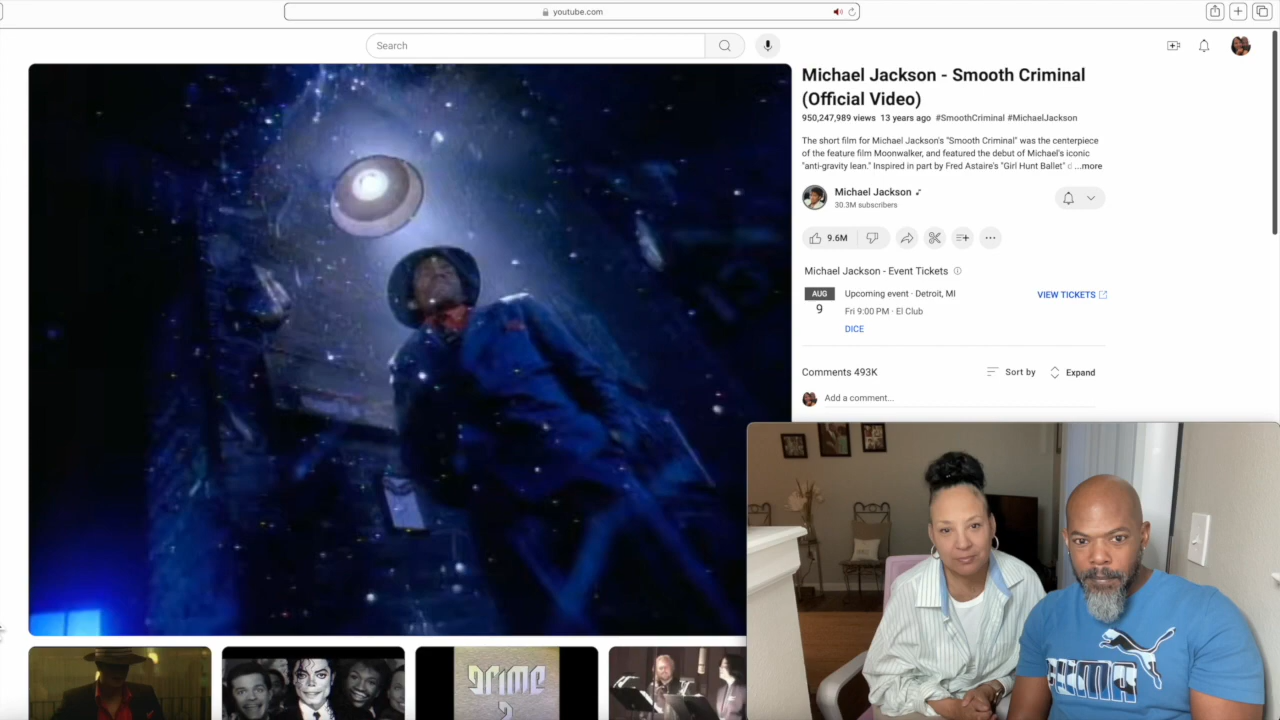 youtube.com
Search
Michael Jackson - Smooth Criminal
(Official Video)
950,247,989 views 13 years ago #SmoothCriminal #MichaelJackson
The short film for Michael Jackson's "Smooth Criminal" was the centerpiece
of the feature film Moonwalker, and featured the debut of Michael's iconic
"anti-gravity lean." Inspired in part by Fred Astaire's "Girl Hunt Ballet" ...more
Michael Jackson
30.3M subscribers
9.6M
Michael Jackson - Event Tickets
AUG
9
Upcoming event · Detroit, MI
Fri 9:00 PM · El Club
DICE
VIEW TICKETS
Comments 493K
Sort by
Expand
Add a comment...
PUMA
prime
2